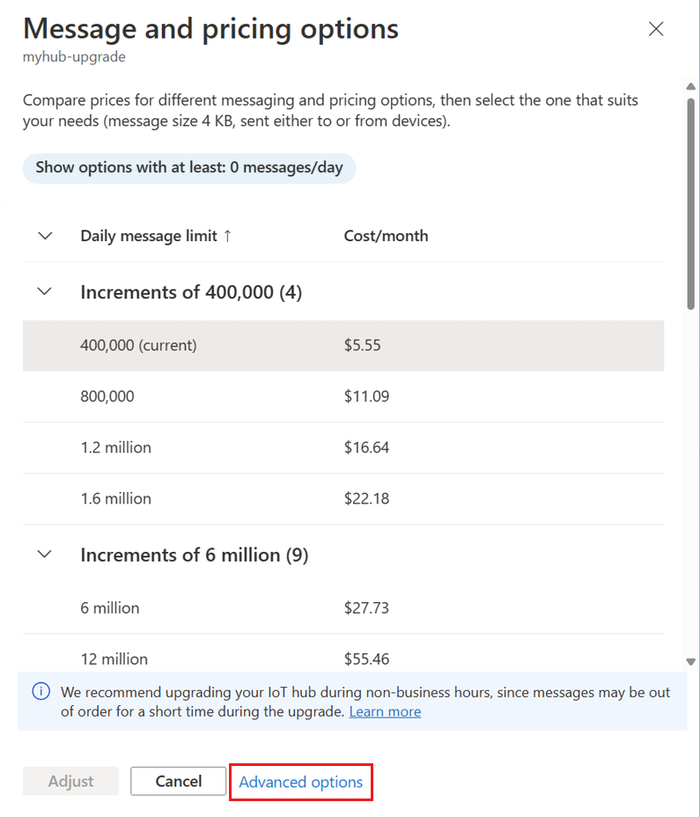 Message and pricing options
myhub-upgrade
Compare prices for different messaging and pricing options, then select the one that suits
your needs (message size 4 KB, sent either to or from devices).
Show options with at least: 0 messages/day
Daily message limit ↑ Cost/month
Increments of 400,000 (4)
400,000 (current) $5.55
800,000 $11.09
1.2 million $16.64
1.6 million $22.18
Increments of 6 million (9)
6 million $27.73
12 million $55.46
We recommend upgrading your IoT hub during non-business hours, since messages may be out
of order for a short time during the upgrade. Learn more
Adjust Cancel Advanced options